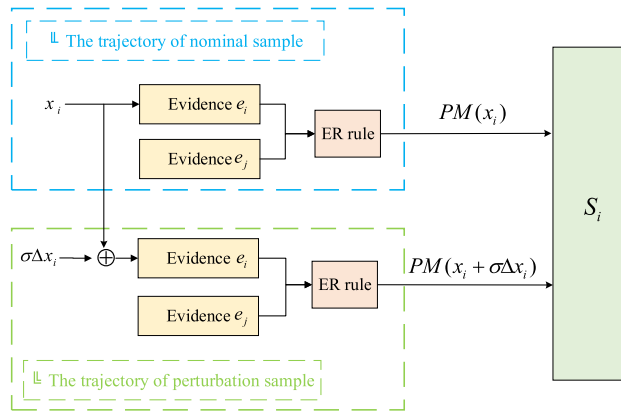 ╚ The trajectory of nominal sample
x_i
Evidence e_i
Evidence e_j
ER rule
PM(x_i)
S_i
σΔx_i
⊕
Evidence e_i
Evidence e_j
ER rule
PM(x_i + σΔx_i)
╚ The trajectory of perturbation sample